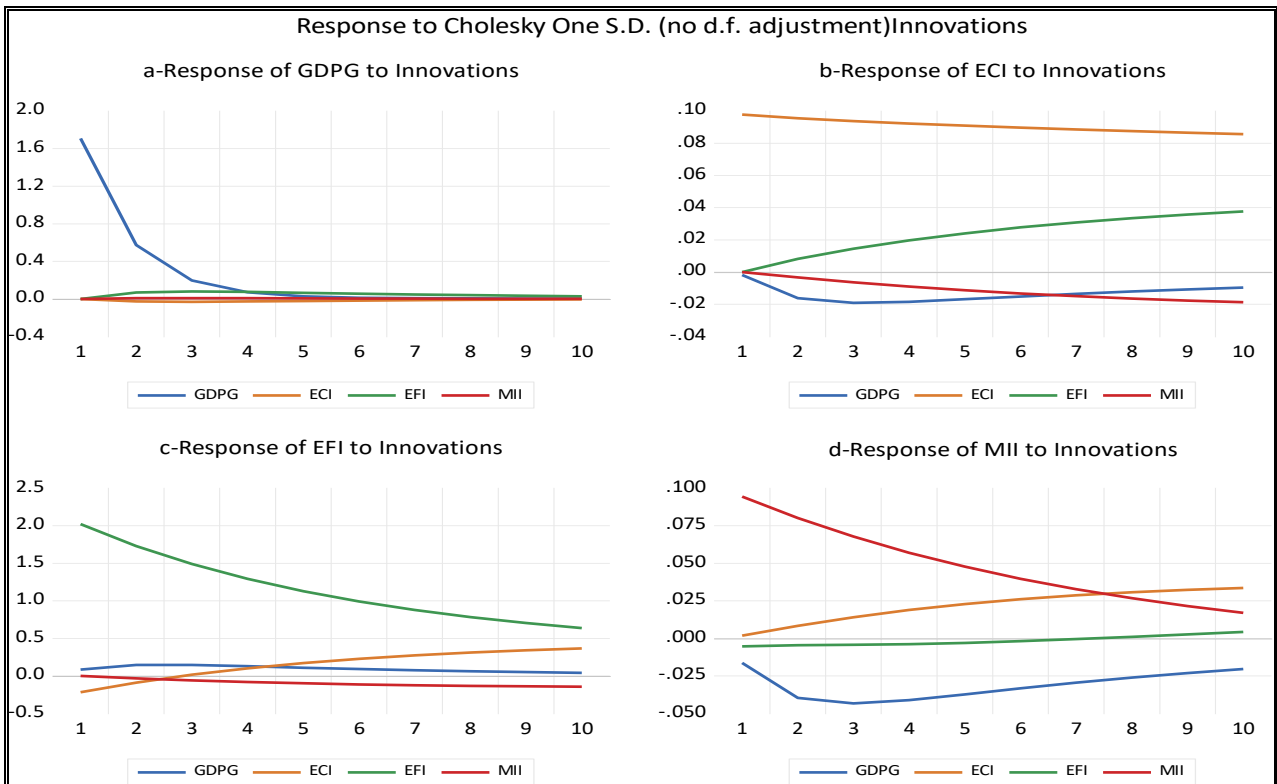 Response to Cholesky One S.D. (no d.f. adjustment)Innovations
a-Response of GDPG to Innovations
2.0
1.6
1.2
0.8
0.4
0.0
-0.4
1 2 3 4 5 6 7 8 9 10
GDPG ECI EFI MII
b-Response of ECI to Innovations
.10
.08
.06
.04
.02
.00
-.02
-.04
1 2 3 4 5 6 7 8 9 10
GDPG ECI EFI MII
c-Response of EFI to Innovations
2.5
2.0
1.5
1.0
0.5
0.0
-0.5
1 2 3 4 5 6 7 8 9 10
GDPG ECI EFI MII
d-Response of MII to Innovations
.100
.075
.050
.025
.000
-.025
-.050
1 2 3 4 5 6 7 8 9 10
GDPG ECI EFI MII